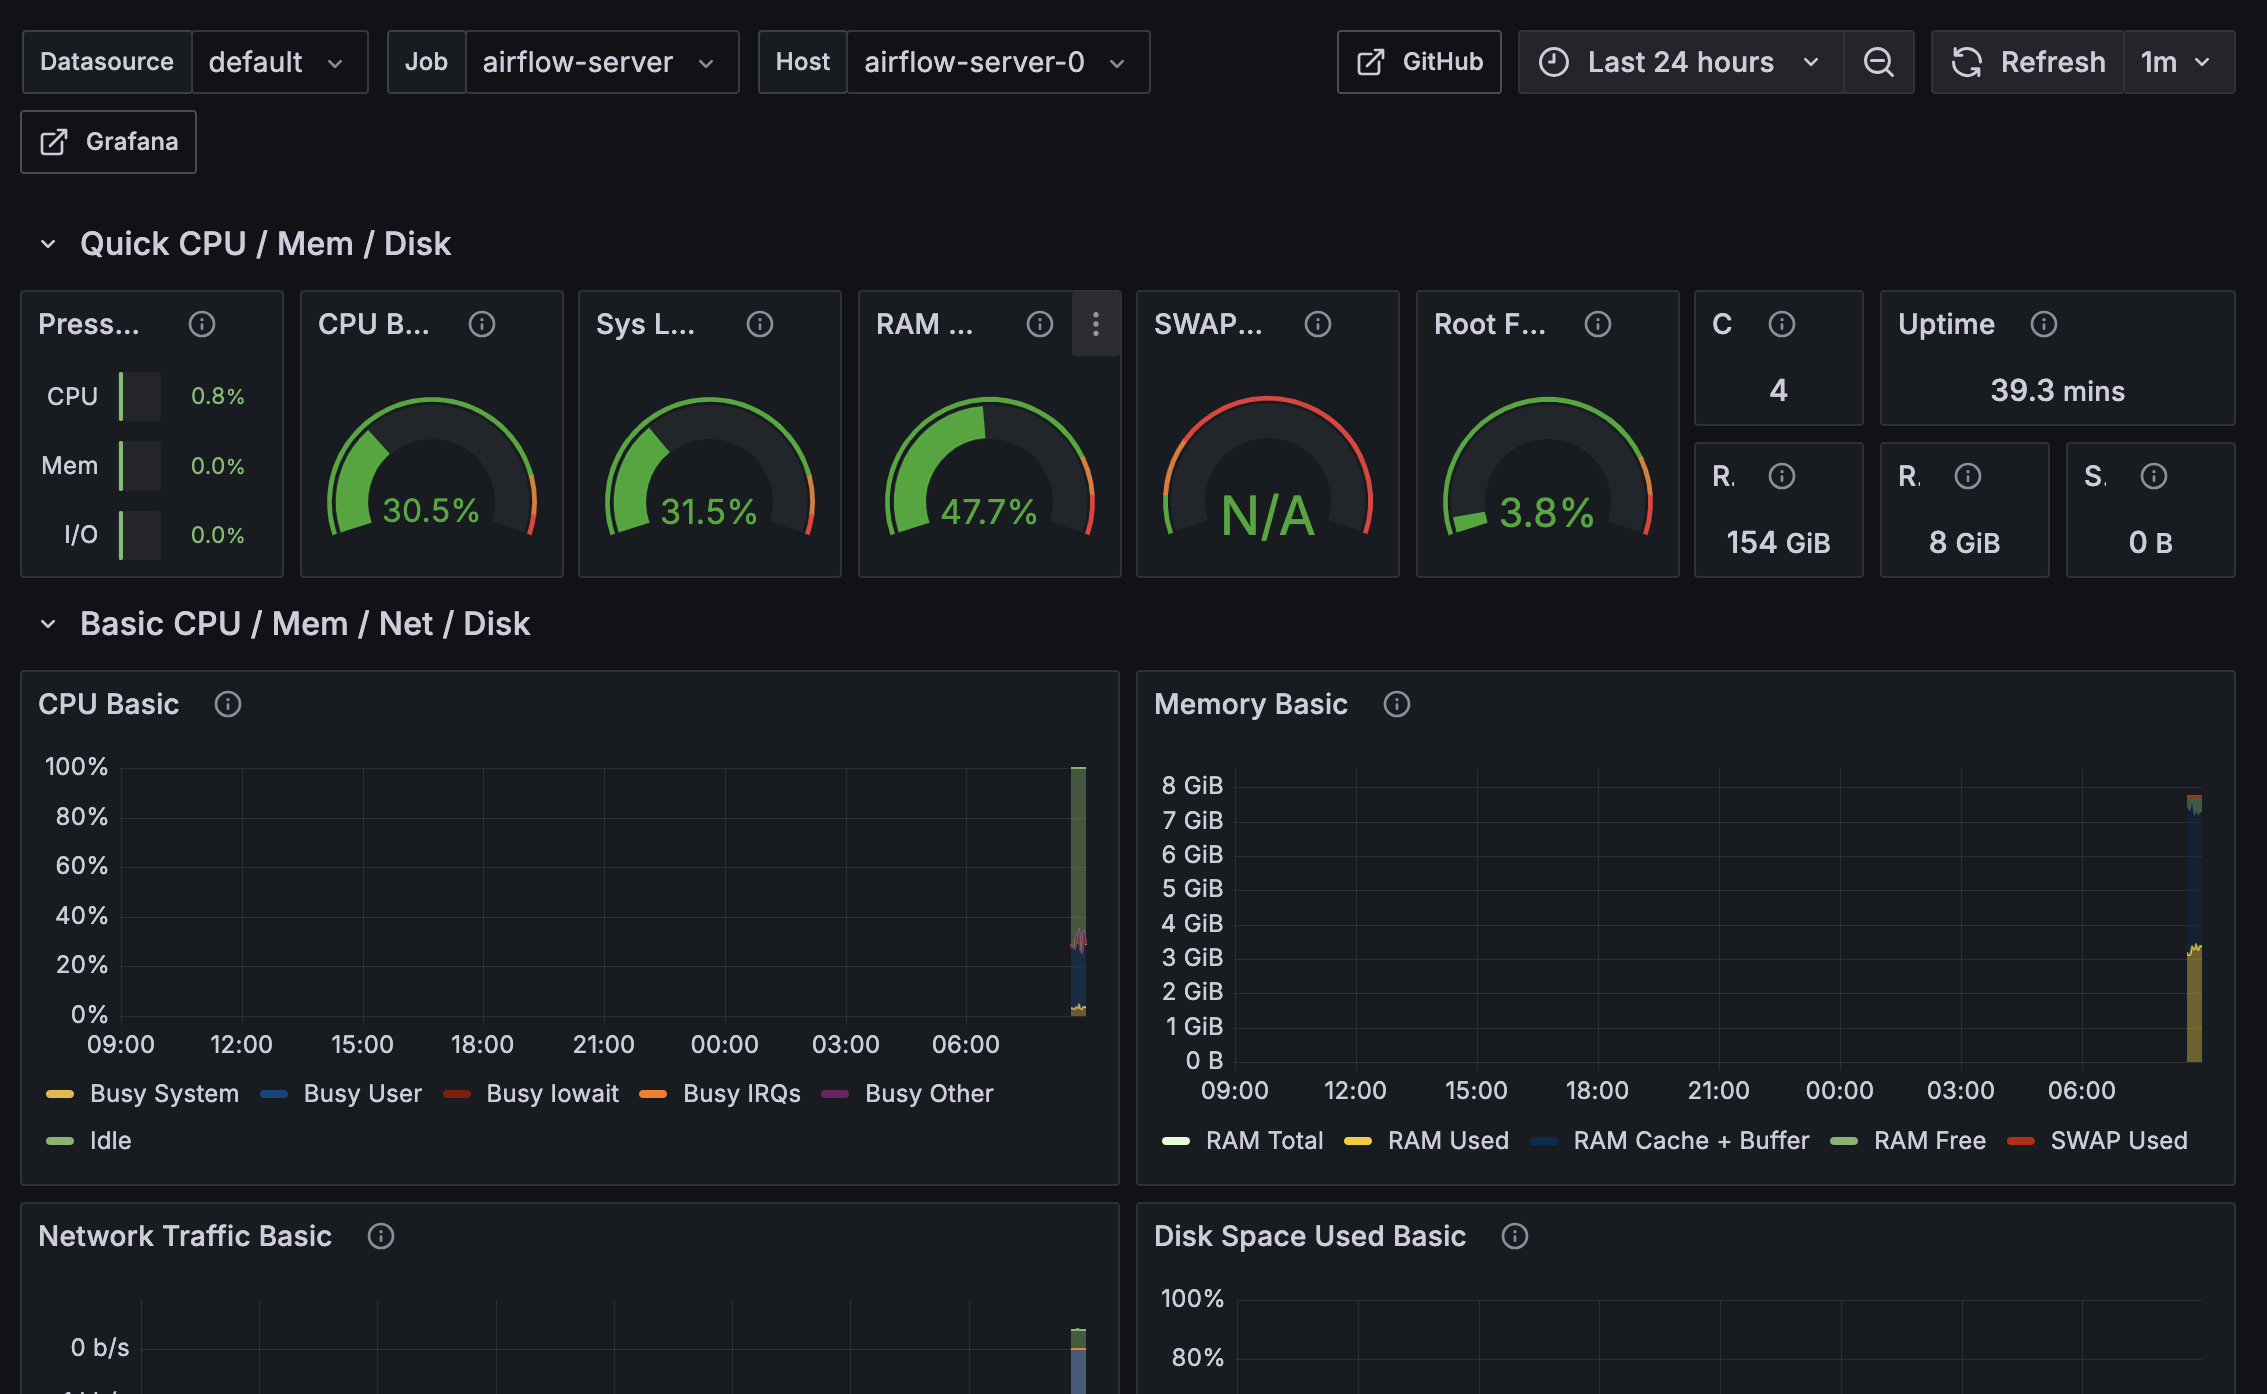 Datasource default Job airflow-server Host airflow-server-0 GitHub Last 24 hours Refresh 1m
Grafana
Quick CPU / Mem / Disk
Press...
CPU 0.8%
Mem 0.0%
I/O 0.0%
CPU B...
30.5%
Sys L...
31.5%
RAM ...
47.7%
SWAP...
N/A
Root F...
3.8%
C
4
Uptime
39.3 mins
R.
154 GiB
R.
8 GiB
S.
0 B
Basic CPU / Mem / Net / Disk
CPU Basic
100%
80%
60%
40%
20%
0%
09:00 12:00 15:00 18:00 21:00 00:00 03:00 06:00
Busy System Busy User Busy Iowait Busy IRQs Busy Other
Idle
Memory Basic
8 GiB
7 GiB
6 GiB
5 GiB
4 GiB
3 GiB
2 GiB
1 GiB
0 B
09:00 12:00 15:00 18:00 21:00 00:00 03:00 06:00
RAM Total RAM Used RAM Cache + Buffer RAM Free SWAP Used
Network Traffic Basic
0 b/s
Disk Space Used Basic
100%
80%